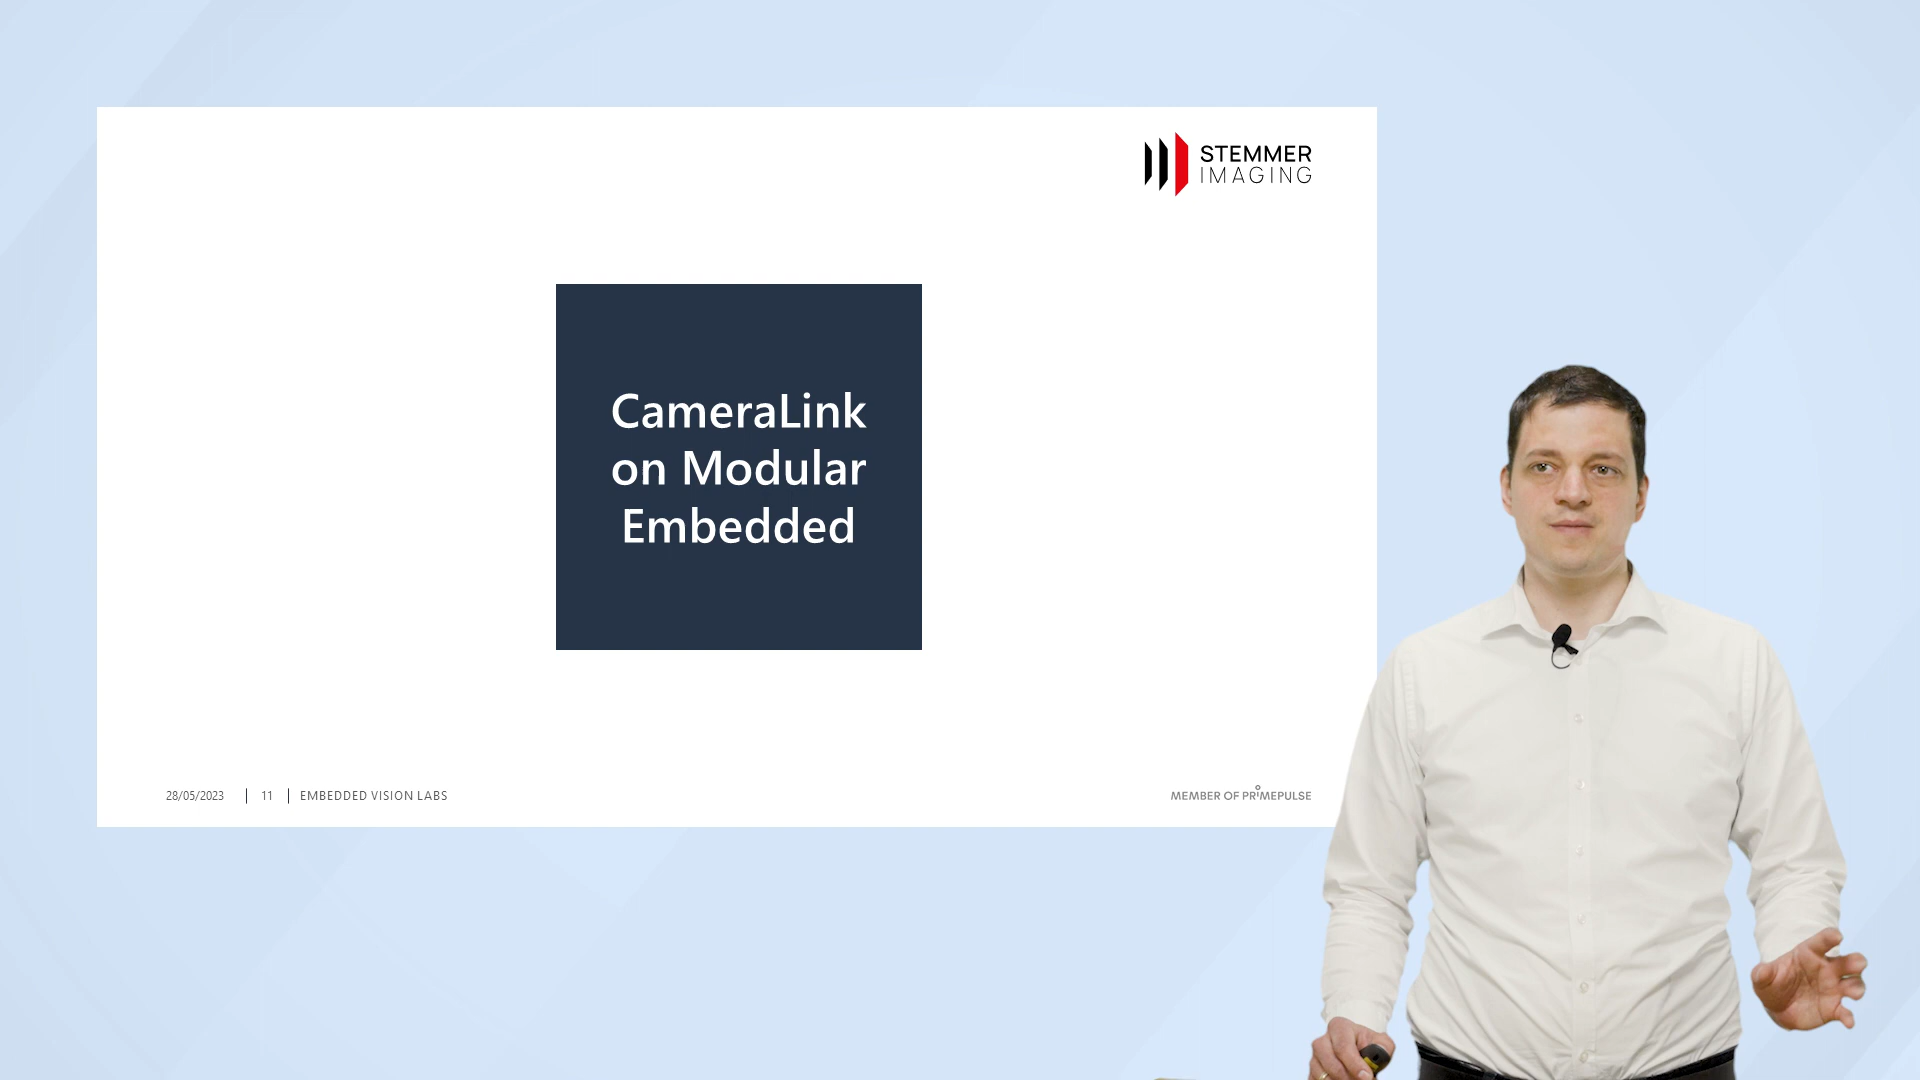 STEMMER
IMAGING
CameraLink
on Modular
Embedded
28/05/2023 | 11 | EMBEDDED VISION LABS
MEMBER OF PRIMEPULSE